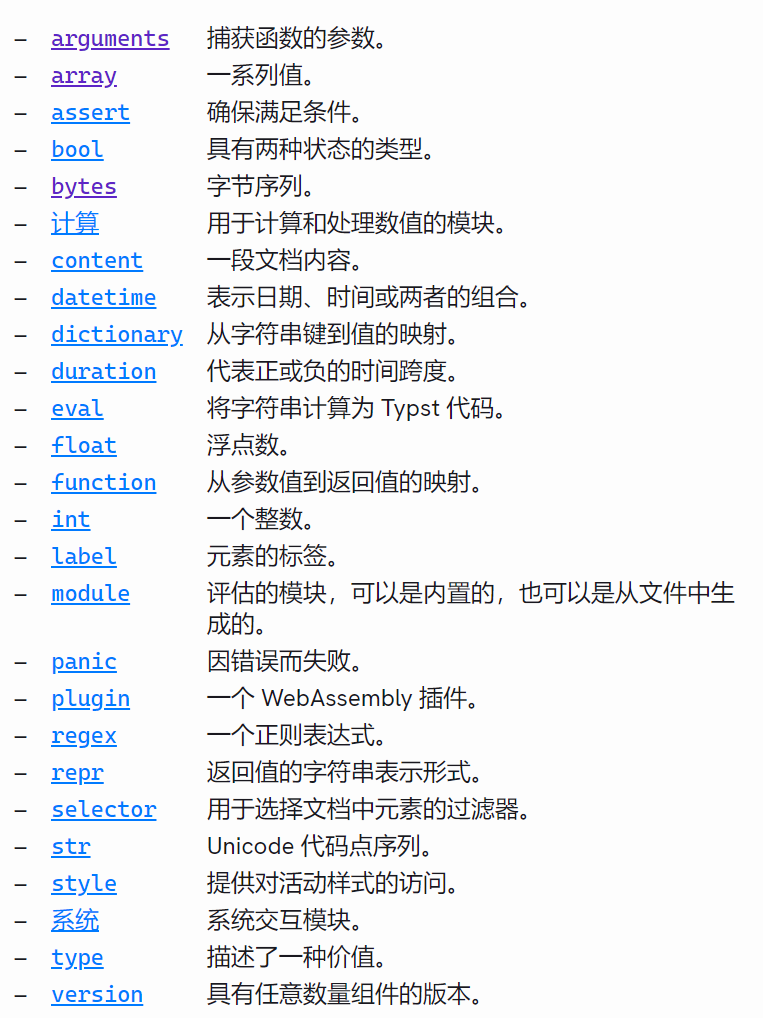 – arguments 捕获函数的参数。
– array 一系列值。
– assert 确保满足条件。
– bool 具有两种状态的类型。
– bytes 字节序列。
– 计算 用于计算和处理数值的模块。
– content 一段文档内容。
– datetime 表示日期、时间或两者的组合。
– dictionary 从字符串键到值的映射。
– duration 代表正或负的时间跨度。
– eval 将字符串计算为 Typst 代码。
– float 浮点数。
– function 从参数值到返回值的映射。
– int 一个整数。
– label 元素的标签。
– module 评估的模块，可以是内置的，也可以是从文件中生
成的。
– panic 因错误而失败。
– plugin 一个 WebAssembly 插件。
– regex 一个正则表达式。
– repr 返回值的字符串表示形式。
– selector 用于选择文档中元素的过滤器。
– str Unicode 代码点序列。
– style 提供对活动样式的访问。
– 系统 系统交互模块。
– type 描述了一种价值。
– version 具有任意数量组件的版本。